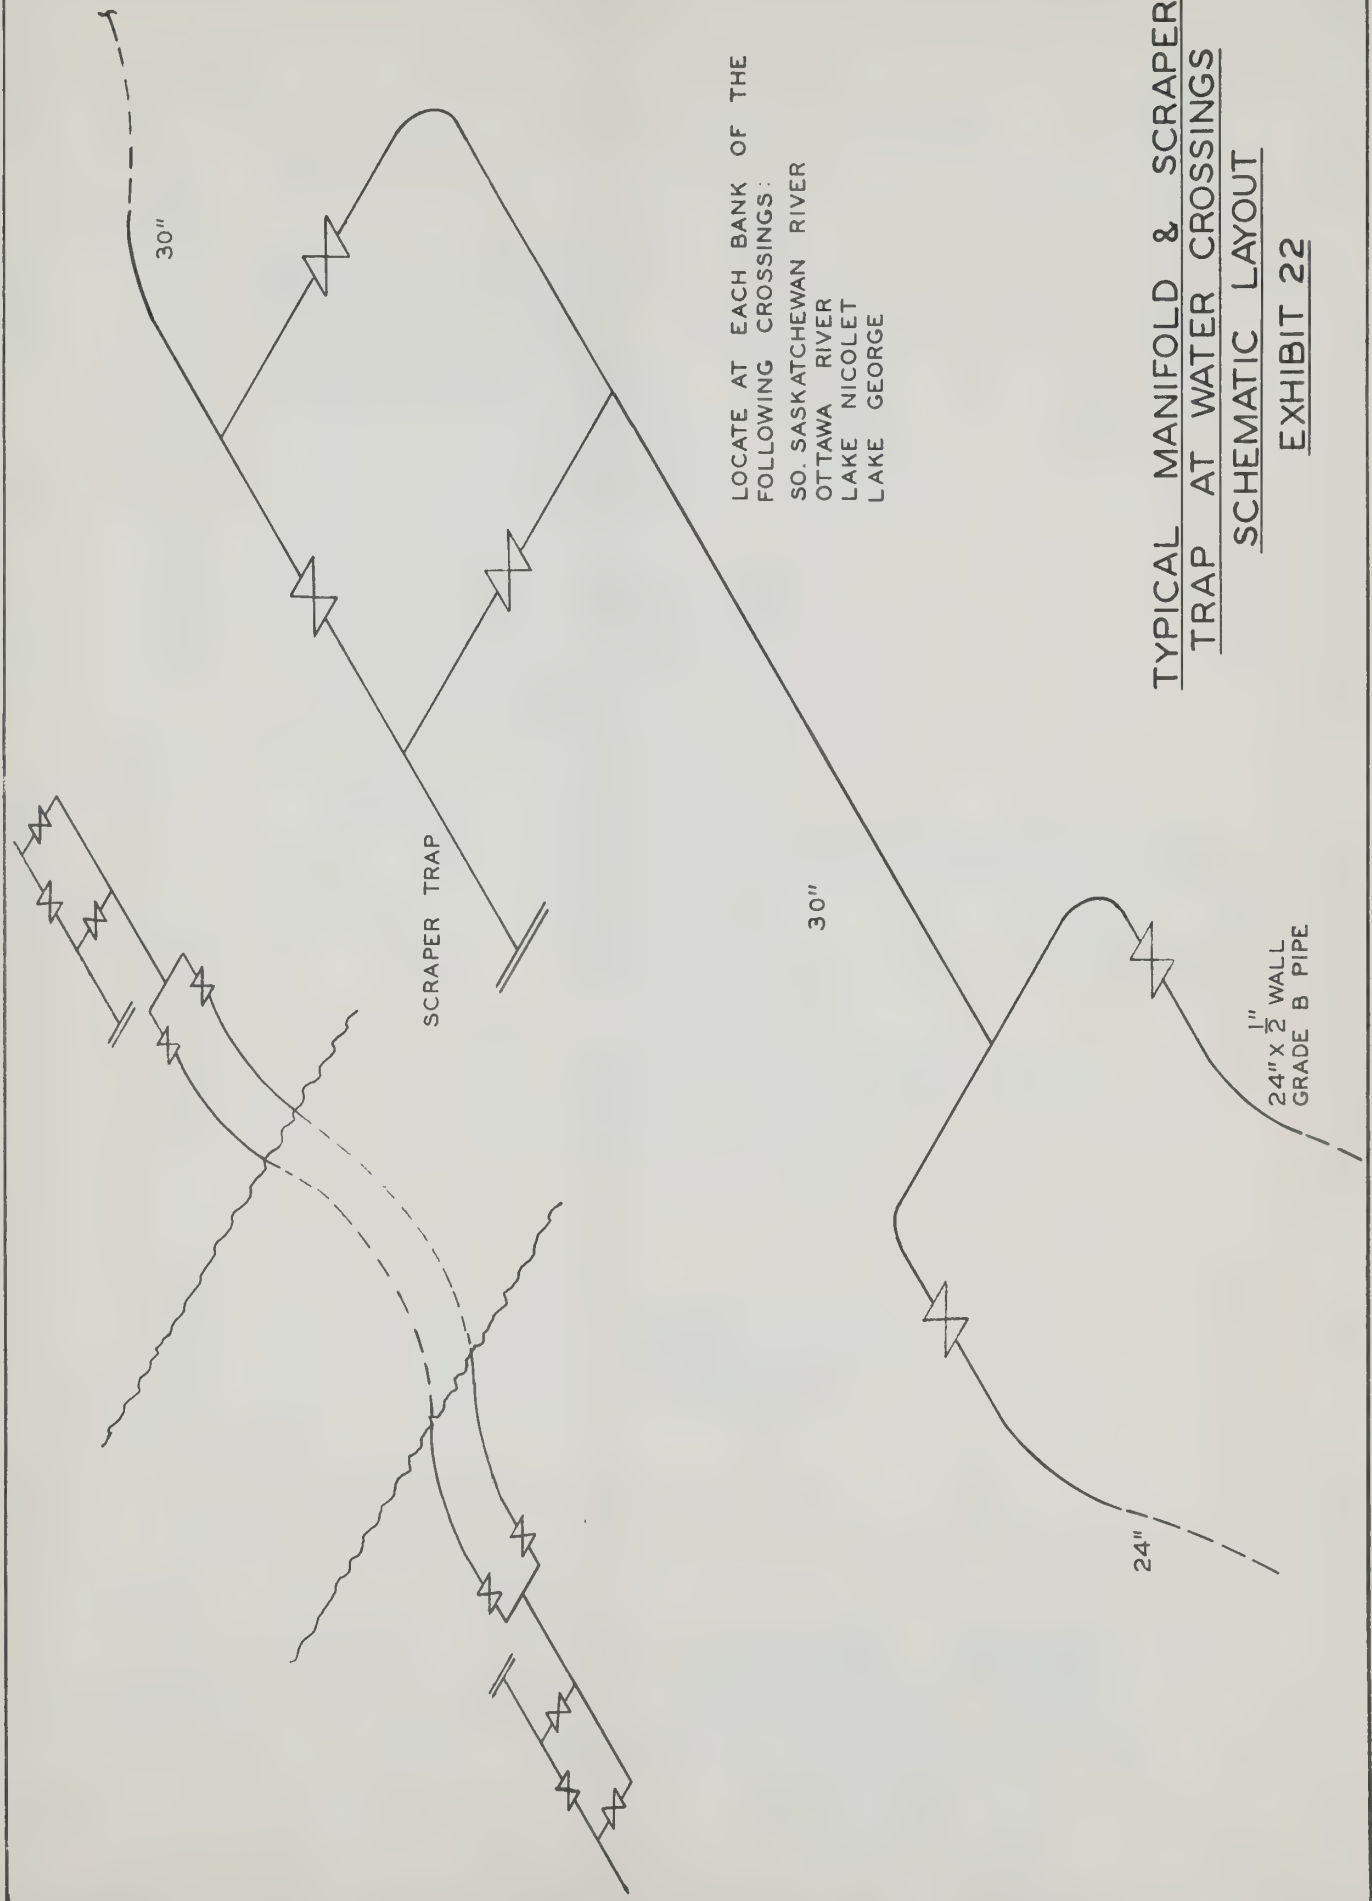 30"
SCRAPER TRAP
30"
24"
24" X 1/2" WALL
GRADE B PIPE
LOCATE AT EACH BANK OF THE
FOLLOWING CROSSINGS:
SO. SASKATCHEWAN RIVER
OTTAWA RIVER
LAKE NICOLET
LAKE GEORGE
TYPICAL MANIFOLD & SCRAPER
TRAP AT WATER CROSSINGS
SCHEMATIC LAYOUT
EXHIBIT 22